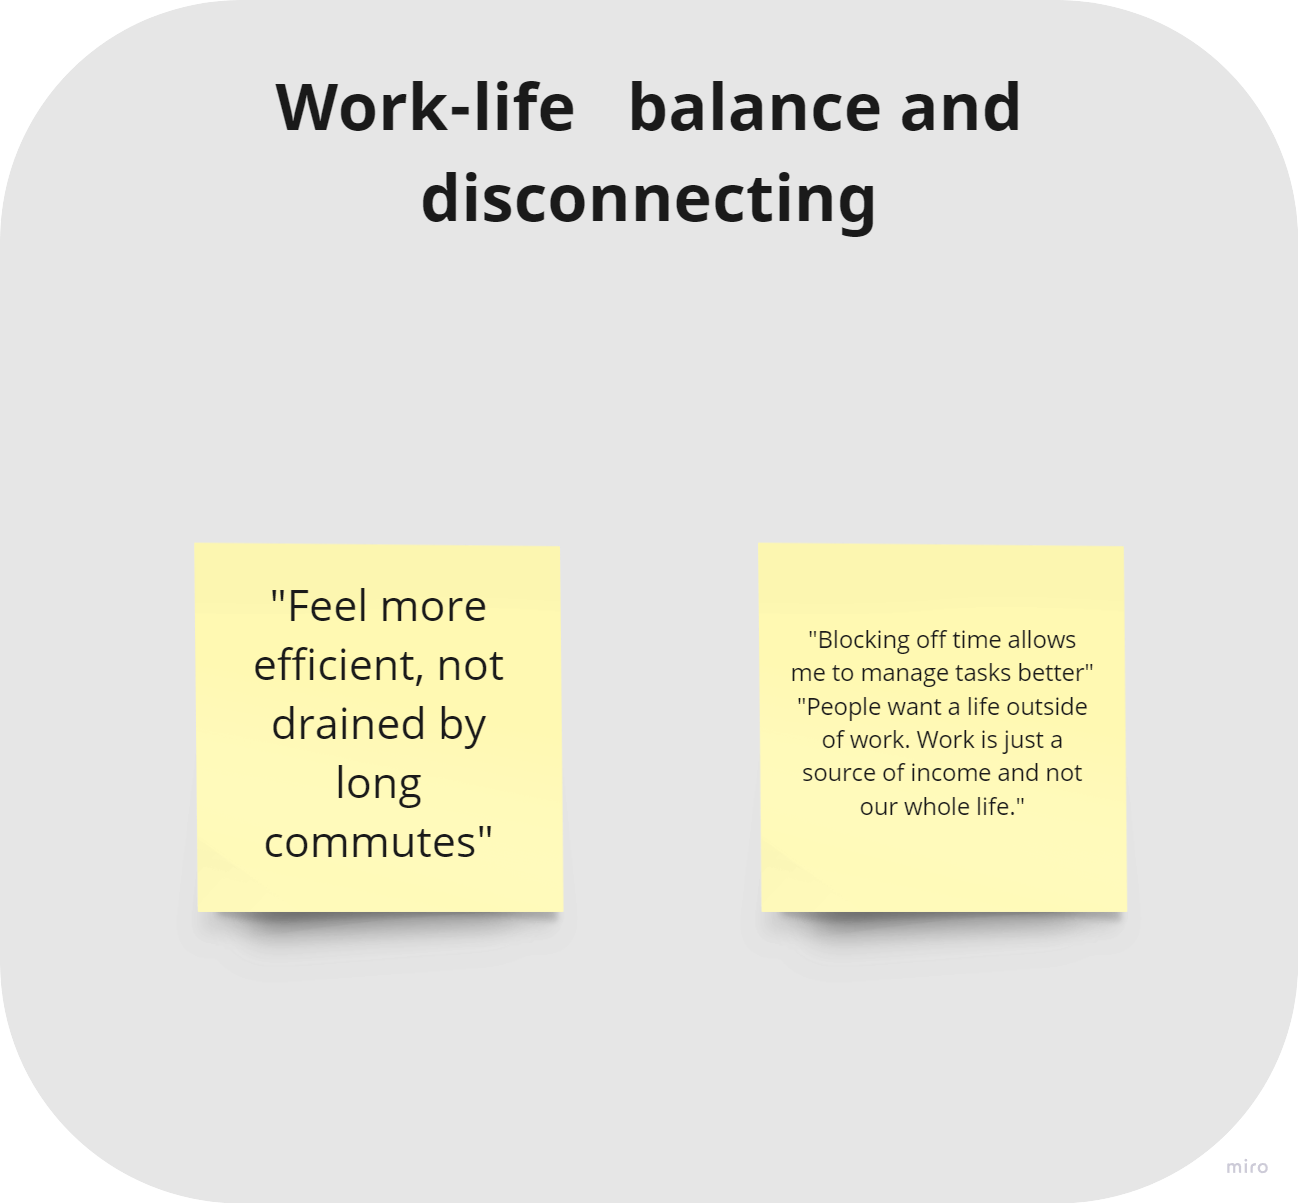 Work-life   balance and
disconnecting
"Feel more
efficient, not
drained by
long
commutes"
"Blocking off time allows
me to manage tasks better"
"People want a life outside
of work. Work is just a
source of income and not
our whole life."
miro